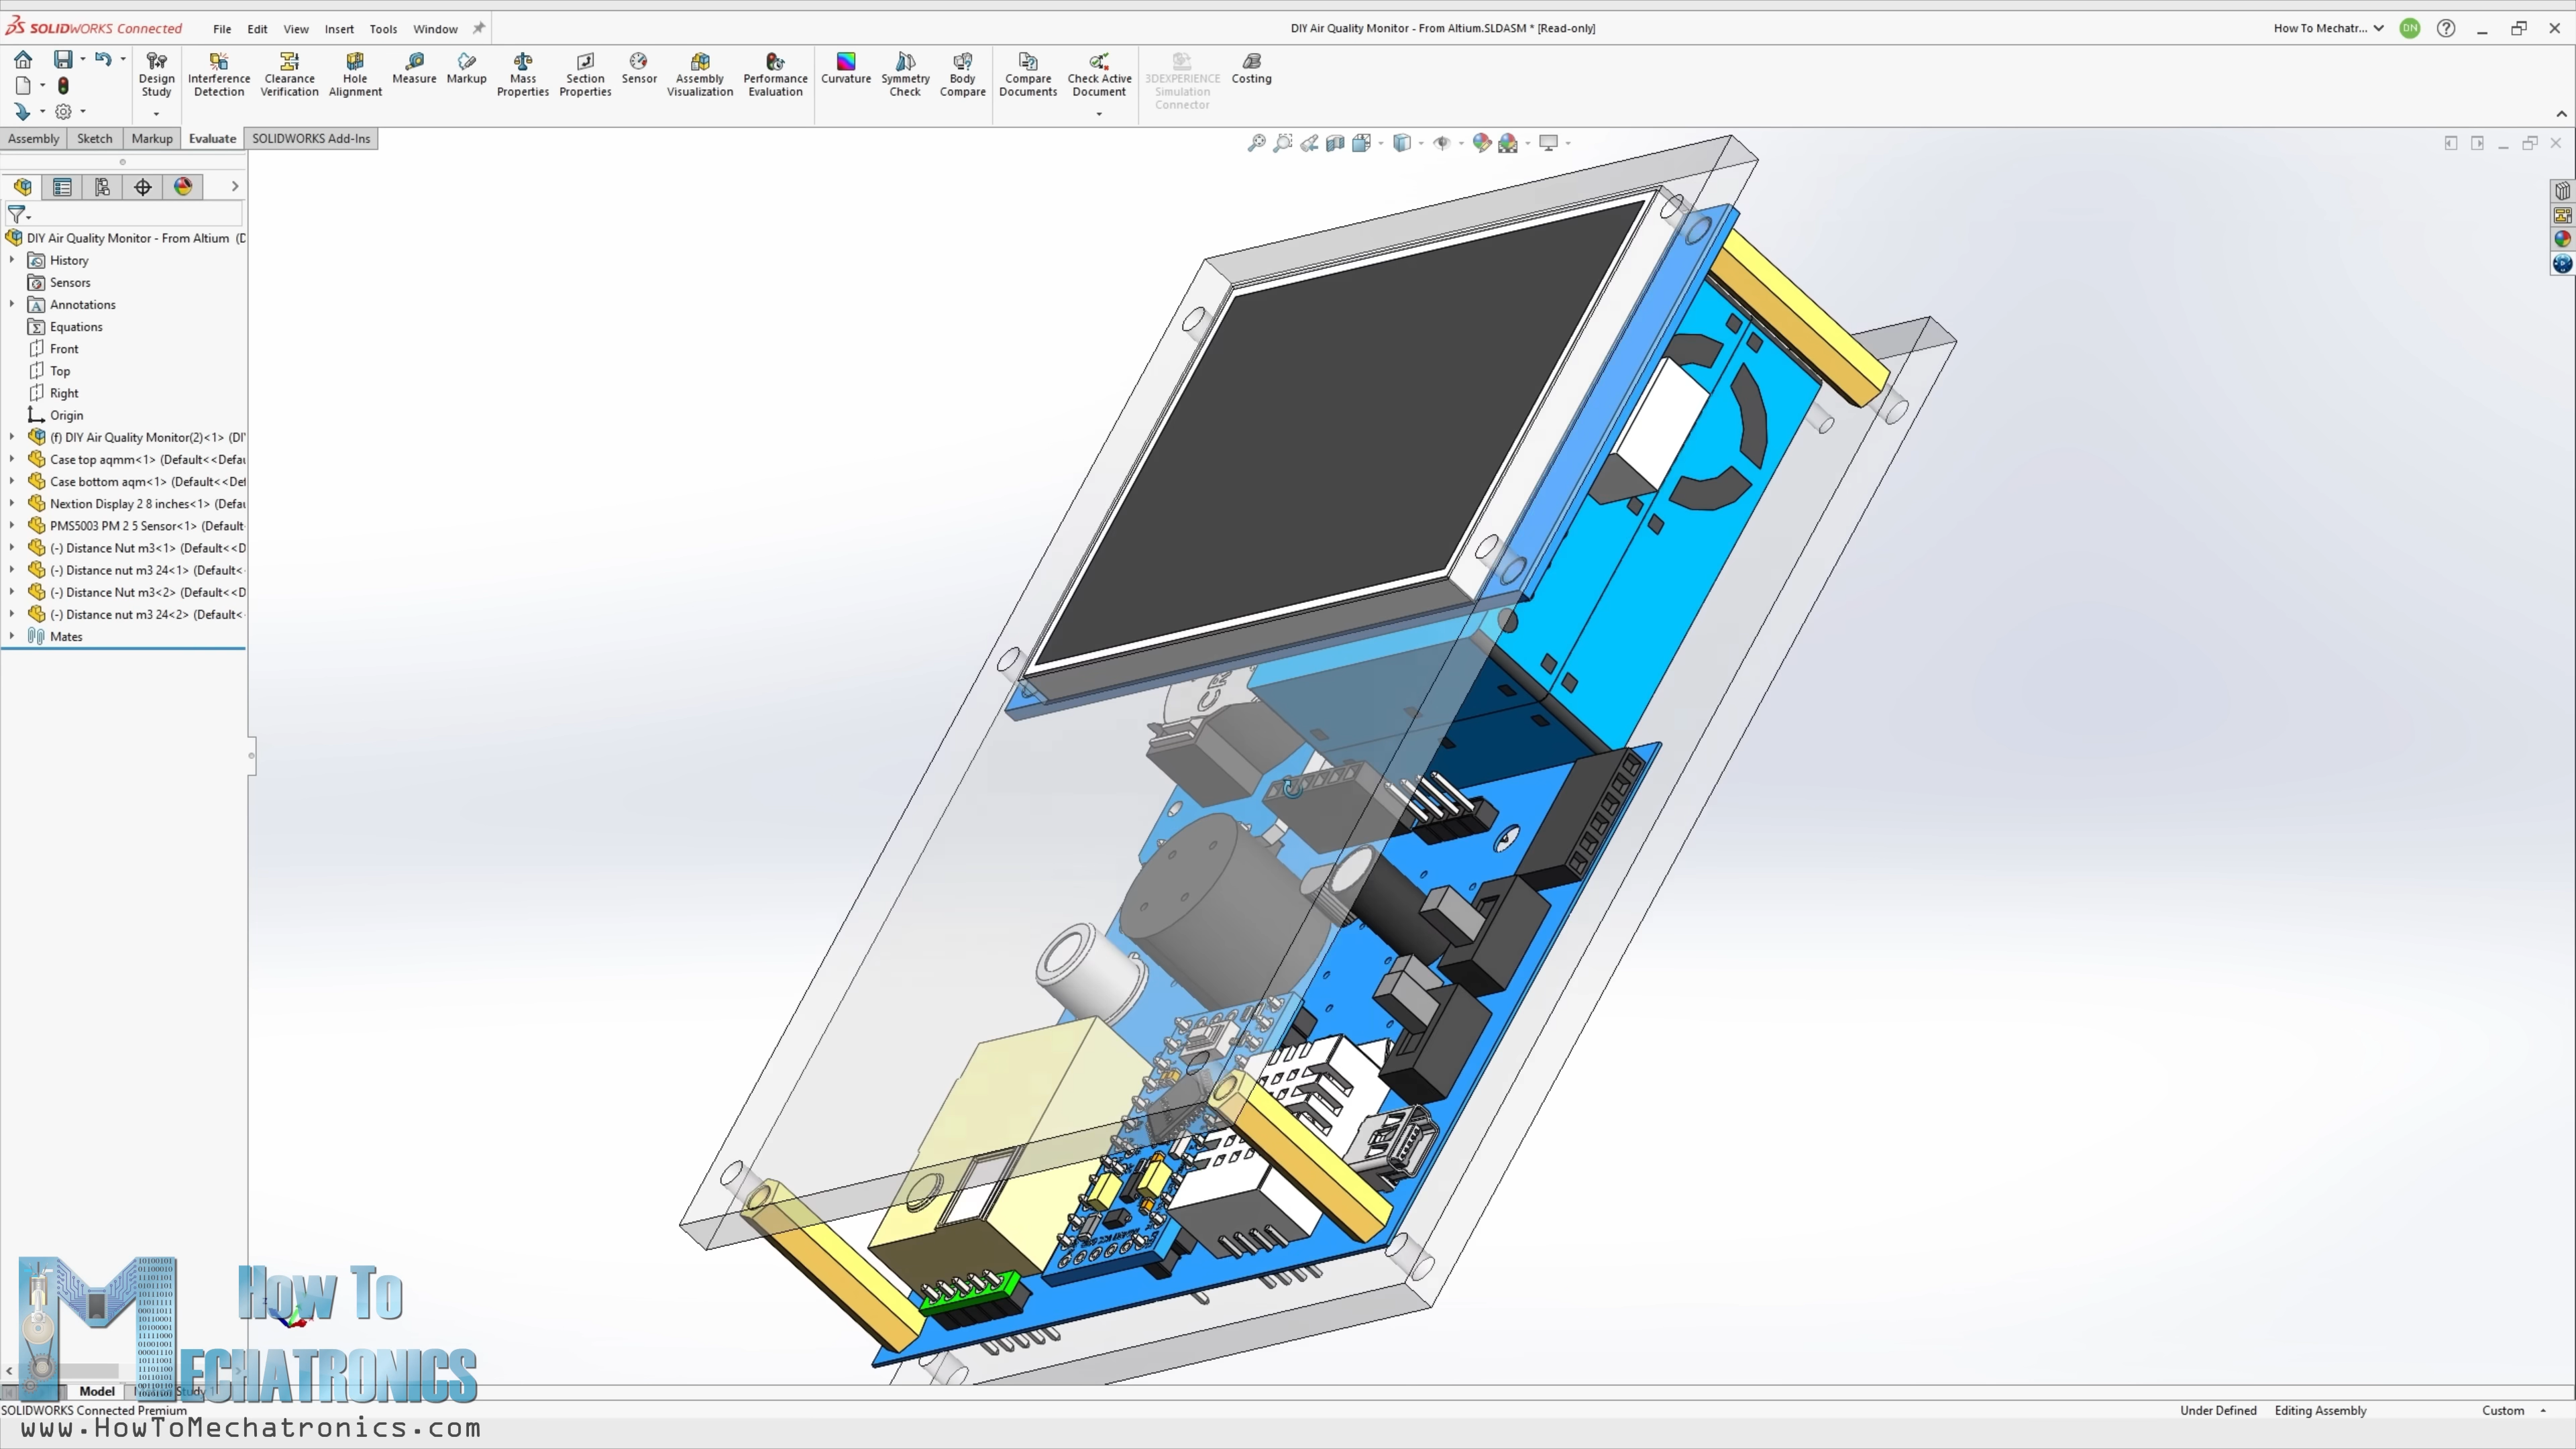 SOLIDWORKS Connected File Edit View Insert Tools Window DIY Air Quality Monitor - From Altium.SLDASM * [Read-only] How To Mechatr... DN
Design Study
Interference Detection
Clearance Verification
Hole Alignment
Measure
Markup
Mass Properties
Section Properties
Sensor
Assembly Visualization
Performance Evaluation
Curvature
Symmetry Check
Body Compare
Compare Documents
Check Active Document
3DEXPERIENCE Simulation Connector
Costing
Assembly Sketch Markup Evaluate SOLIDWORKS Add-Ins
DIY Air Quality Monitor - From Altium (D
History
Sensors
Annotations
Equations
Front
Top
Right
Origin
(f) DIY Air Quality Monitor(2)<1> (DI
Case top aqmm<1> (Default<<Defau
Case bottom aqm<1> (Default<<Def
Nextion Display 2 8 inches<1> (Defau
PMS5003 PM 2 5 Sensor<1> (Default
(-) Distance Nut m3<1> (Default<<D
(-) Distance nut m3 24<1> (Default<
(-) Distance Nut m3<2> (Default<<D
(-) Distance nut m3 24<2> (Default<
Mates
CR
How To
MECHATRONICS
Model
Study 1
SOLIDWORKS Connected Premium Under Defined Editing Assembly Custom
www.HowToMechatronics.com